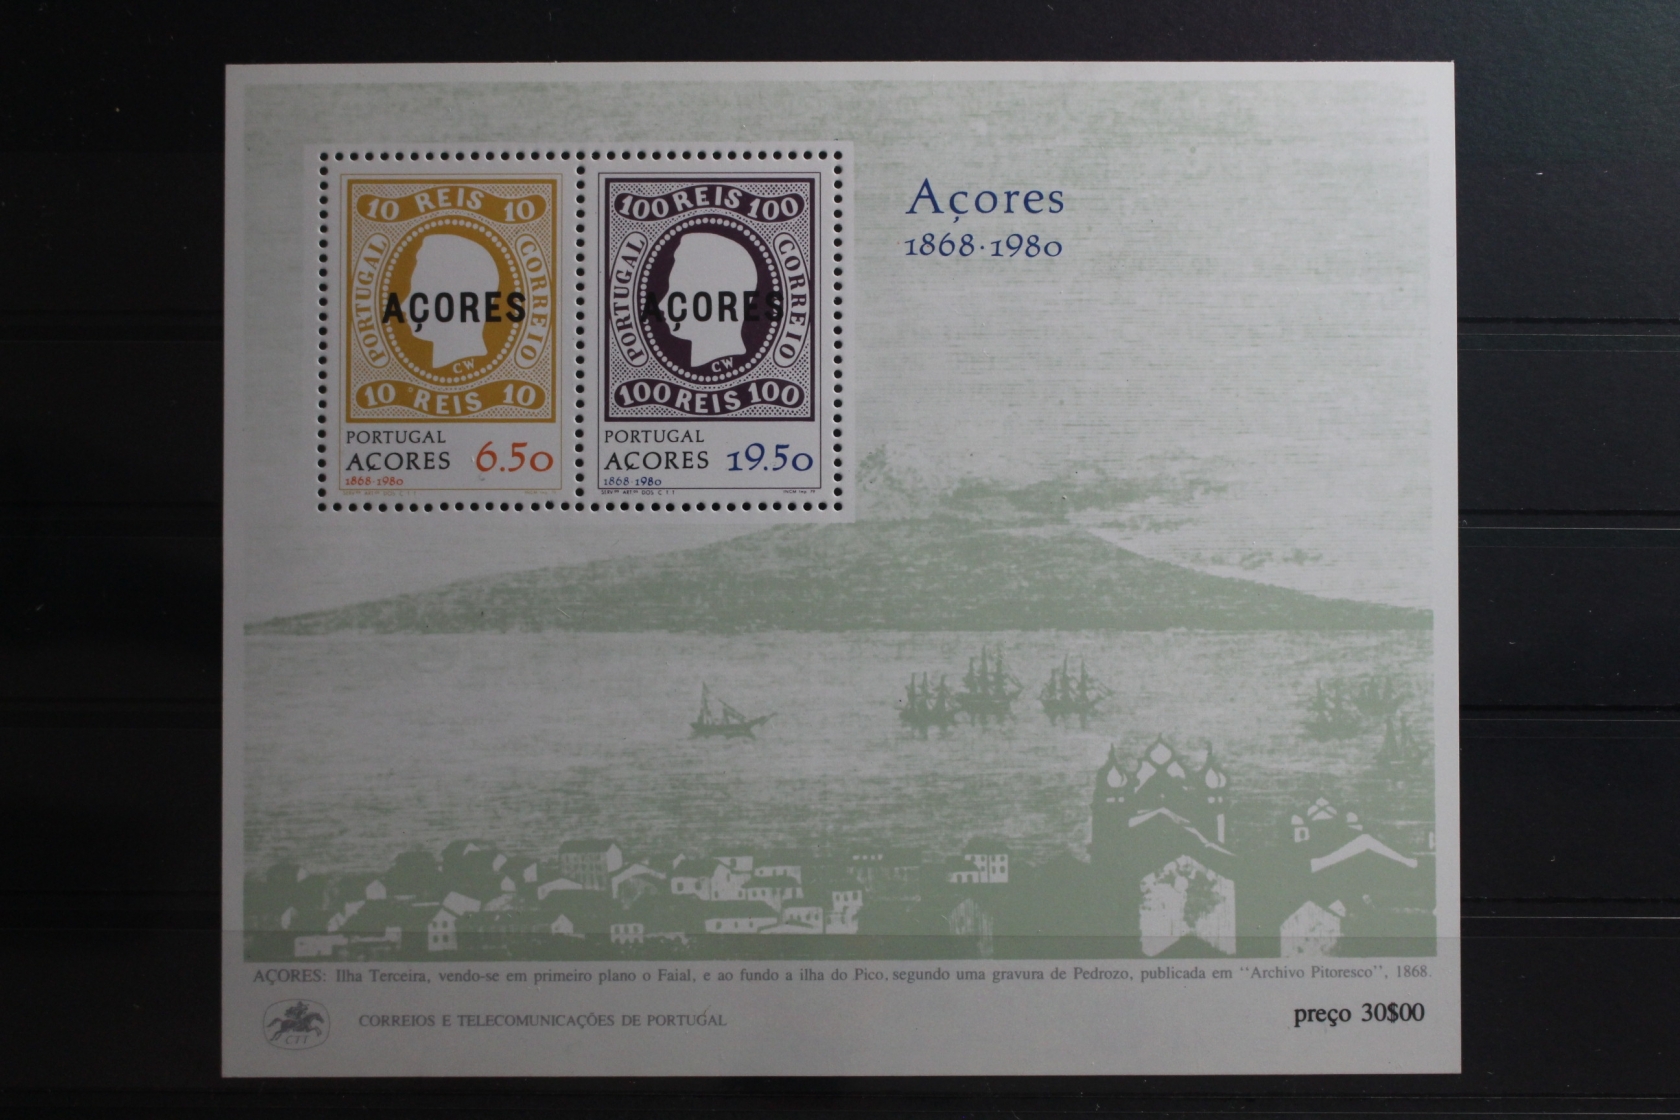 10 REIS 10
PORTUGAL
CORREIO
AÇORES
CW
10 REIS 10
PORTUGAL
AÇORES 6.50
1868·1980
100 REIS 100
PORTUGAL
CORREIO
AÇORES
CW
100 REIS 100
PORTUGAL
AÇORES 19.50
1868·1980
Açores
1868·1980
AÇORES: Ilha Terceira, vendo-se em primeiro plano o Faial, e ao fundo a ilha do Pico, segundo uma gravura de Pedrozo, publicada em “Archivo Pitoresco”, 1868.
CTT
CORREIOS E TELECOMUNICAÇÕES DE PORTUGAL
preço 30$00